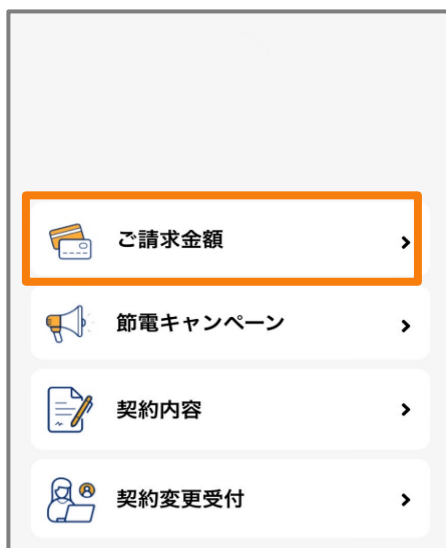 ご請求金額
節電キャンペーン
契約内容
契約変更受付